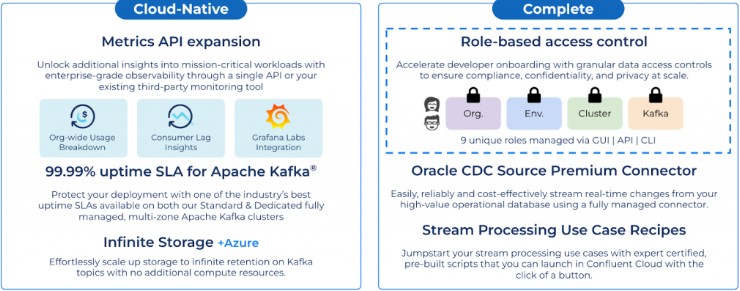 Cloud-Native
Metrics API expansion
Unlock additional insights into mission-critical workloads with
enterprise-grade observability through a single API or your
existing third-party monitoring tool
Org-wide Usage
Breakdown
Consumer Lag
Insights
Grafana Labs
Integration
99.99% uptime SLA for Apache Kafka®
Protect your deployment with one of the industry's best
uptime SLAs available on both our Standard & Dedicated fully
managed, multi-zone Apache Kafka clusters
Infinite Storage +Azure
Effortlessly scale up storage to infinite retention on Kafka
topics with no additional compute resources.
Complete
Role-based access control
Accelerate developer onboarding with granular data access controls
to ensure compliance, confidentiality, and privacy at scale.
Org.
Env.
Cluster
Kafka
9 unique roles managed via GUI | API | CLI
Oracle CDC Source Premium Connector
Easily, reliably and cost-effectively stream real-time changes from your
high-value operational database using a fully managed connector.
Stream Processing Use Case Recipes
Jumpstart your stream processing use cases with expert certified,
pre-built scripts that you can launch in Confluent Cloud with the
click of a button.